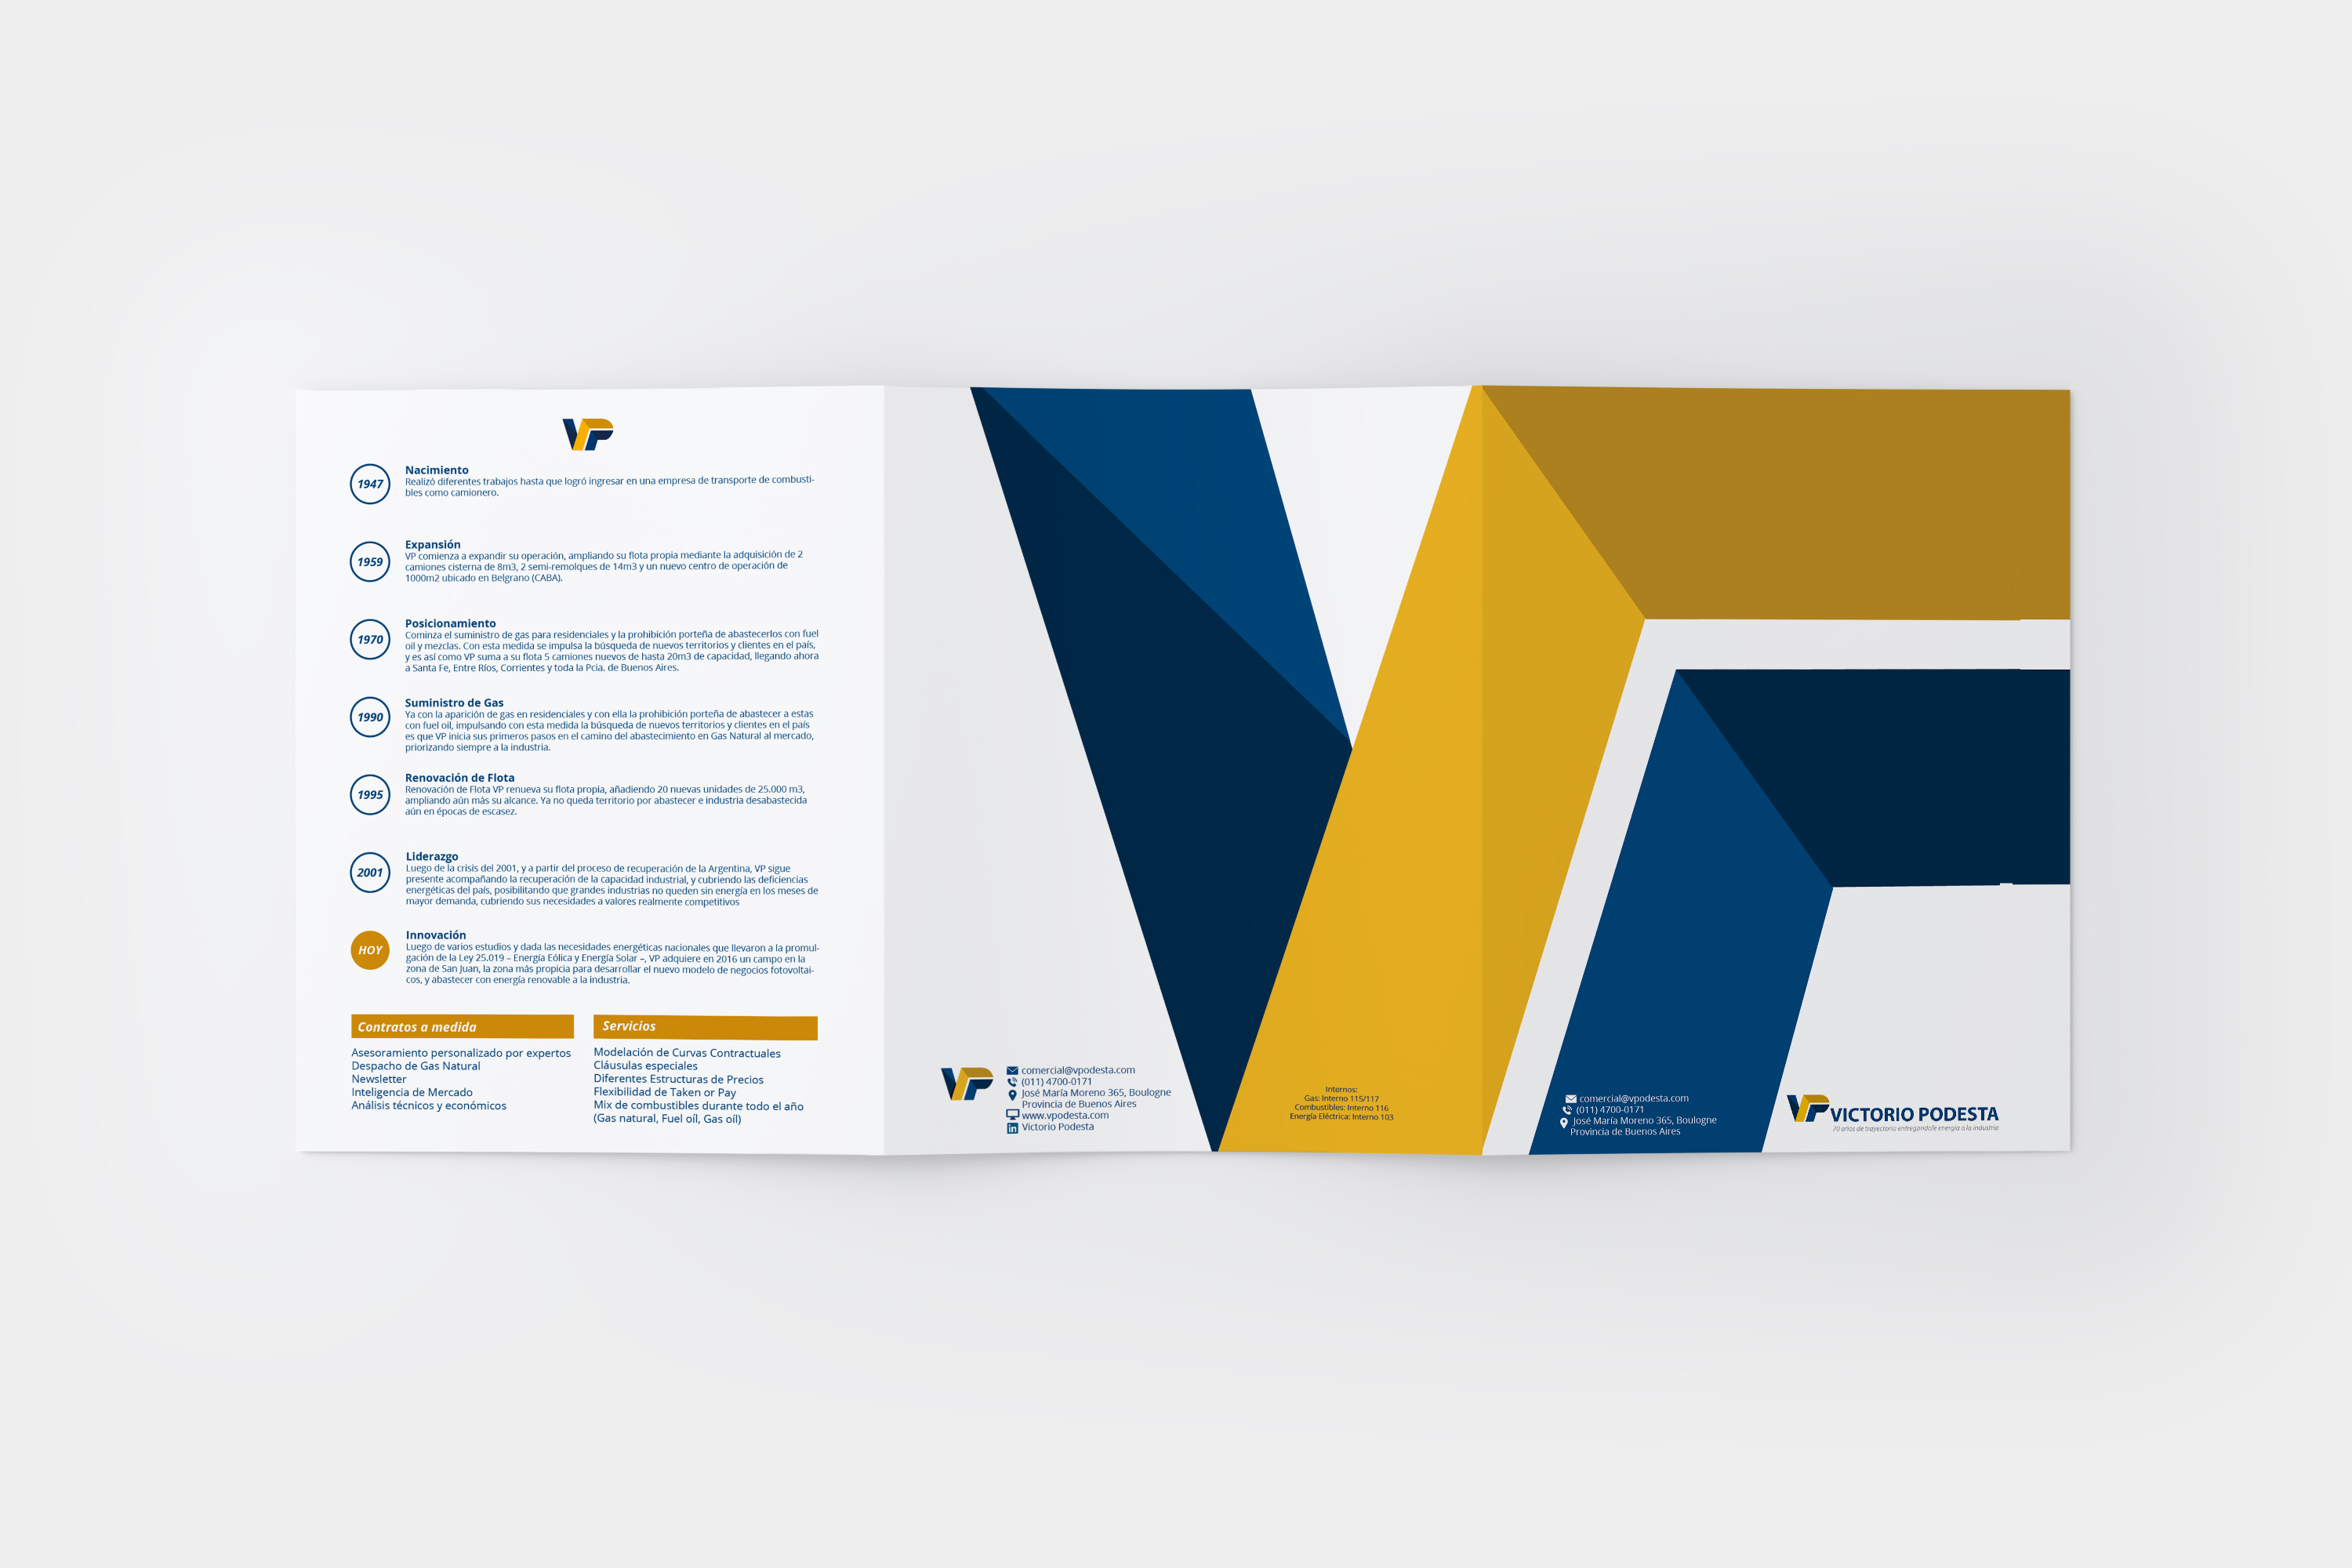 VP
1947
Nacimiento
Realizó diferentes trabajos hasta que logró ingresar en una empresa de transporte de combusti-
bles como camionero.
1959
Expansión
VP comienza a expandir su operación, ampliando su flota propia mediante la adquisición de 2
camiones cisterna de 8m3, 2 semi-remolques de 14m3 y un nuevo centro de operación de
1000m2 ubicado en Belgrano (CABA).
1970
Posicionamiento
Cominza el suministro de gas para residenciales y la prohibición porteña de abastecerlos con fuel
oil y mezclas. Con esta medida se impulsa la búsqueda de nuevos territorios y clientes en el país,
y es así como VP suma a su flota 5 camiones nuevos de hasta 20m3 de capacidad, llegando ahora
a Santa Fe, Entre Ríos, Corrientes y toda la Pcia. de Buenos Aires.
1990
Suministro de Gas
Ya con la aparición de gas en residenciales y con ella la prohibición porteña de abastecer a estas
con fuel oil, impulsando con esta medida la búsqueda de nuevos territorios y clientes en el país
es que VP inicia sus primeros pasos en el camino del abastecimiento en Gas Natural al mercado,
priorizando siempre a la industria.
1995
Renovación de Flota
Renovación de Flota VP renueva su flota propia, añadiendo 20 nuevas unidades de 25.000 m3,
ampliando aún más su alcance. Ya no queda territorio por abastecer e industria desabastecida
aún en épocas de escasez.
2001
Liderazgo
Luego de la crisis del 2001, y a partir del proceso de recuperación de la Argentina, VP sigue
presente acompañando la recuperación de la capacidad industrial, y cubriendo las deficiencias
energéticas del país, posibilitando que grandes industrias no queden sin energía en los meses de
mayor demanda, cubriendo sus necesidades a valores realmente competitivos
HOY
Innovación
Luego de varios estudios y dada las necesidades energéticas nacionales que llevaron a la promul-
gación de la Ley 25.019 – Energía Eólica y Energía Solar –, VP adquiere en 2016 un campo en la
zona de San Juan, la zona más propicia para desarrollar el nuevo modelo de negocios fotovoltai-
cos, y abastecer con energía renovable a la industria.
Contratos a medida
Asesoramiento personalizado por expertos
Despacho de Gas Natural
Newsletter
Inteligencia de Mercado
Análisis técnicos y económicos
Servicios
Modelación de Curvas Contractuales
Cláusulas especiales
Diferentes Estructuras de Precios
Flexibilidad de Taken or Pay
Mix de combustibles durante todo el año
(Gas natural, Fuel oíl, Gas oíl)
VP
comercial@vpodesta.com
(011) 4700-0171
José María Moreno 365, Boulogne
Provincia de Buenos Aires
www.vpodesta.com
in Victorio Podesta
Internos:
Gas: Interno 115/117
Combustibles: Interno 116
Energía Eléctrica: Interno 103
comercial@vpodesta.com
(011) 4700-0171
José María Moreno 365, Boulogne
Provincia de Buenos Aires
VP VICTORIO PODESTA
70 años de trayectoria entregandole energía a la industria